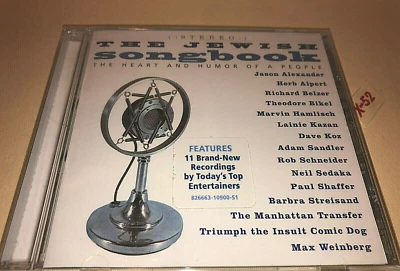 STEREO
THE JEWISH
songbook
THE HEART AND HUMOR OF A PEOPLE
Jason Alexander
Herb Alpert
Richard Belzer
Theodore Bikel
Marvin Hamlisch
Lainie Kazan
Dave Koz
Adam Sandler
Rob Schneider
Neil Sedaka
Paul Shaffer
Barbra Streisand
The Manhattan Transfer
Triumph the Insult Comic Dog
Max Weinberg
FEATURES
11 Brand-New
Recordings
by Today's Top
Entertainers
826663-10900-S1
K-52